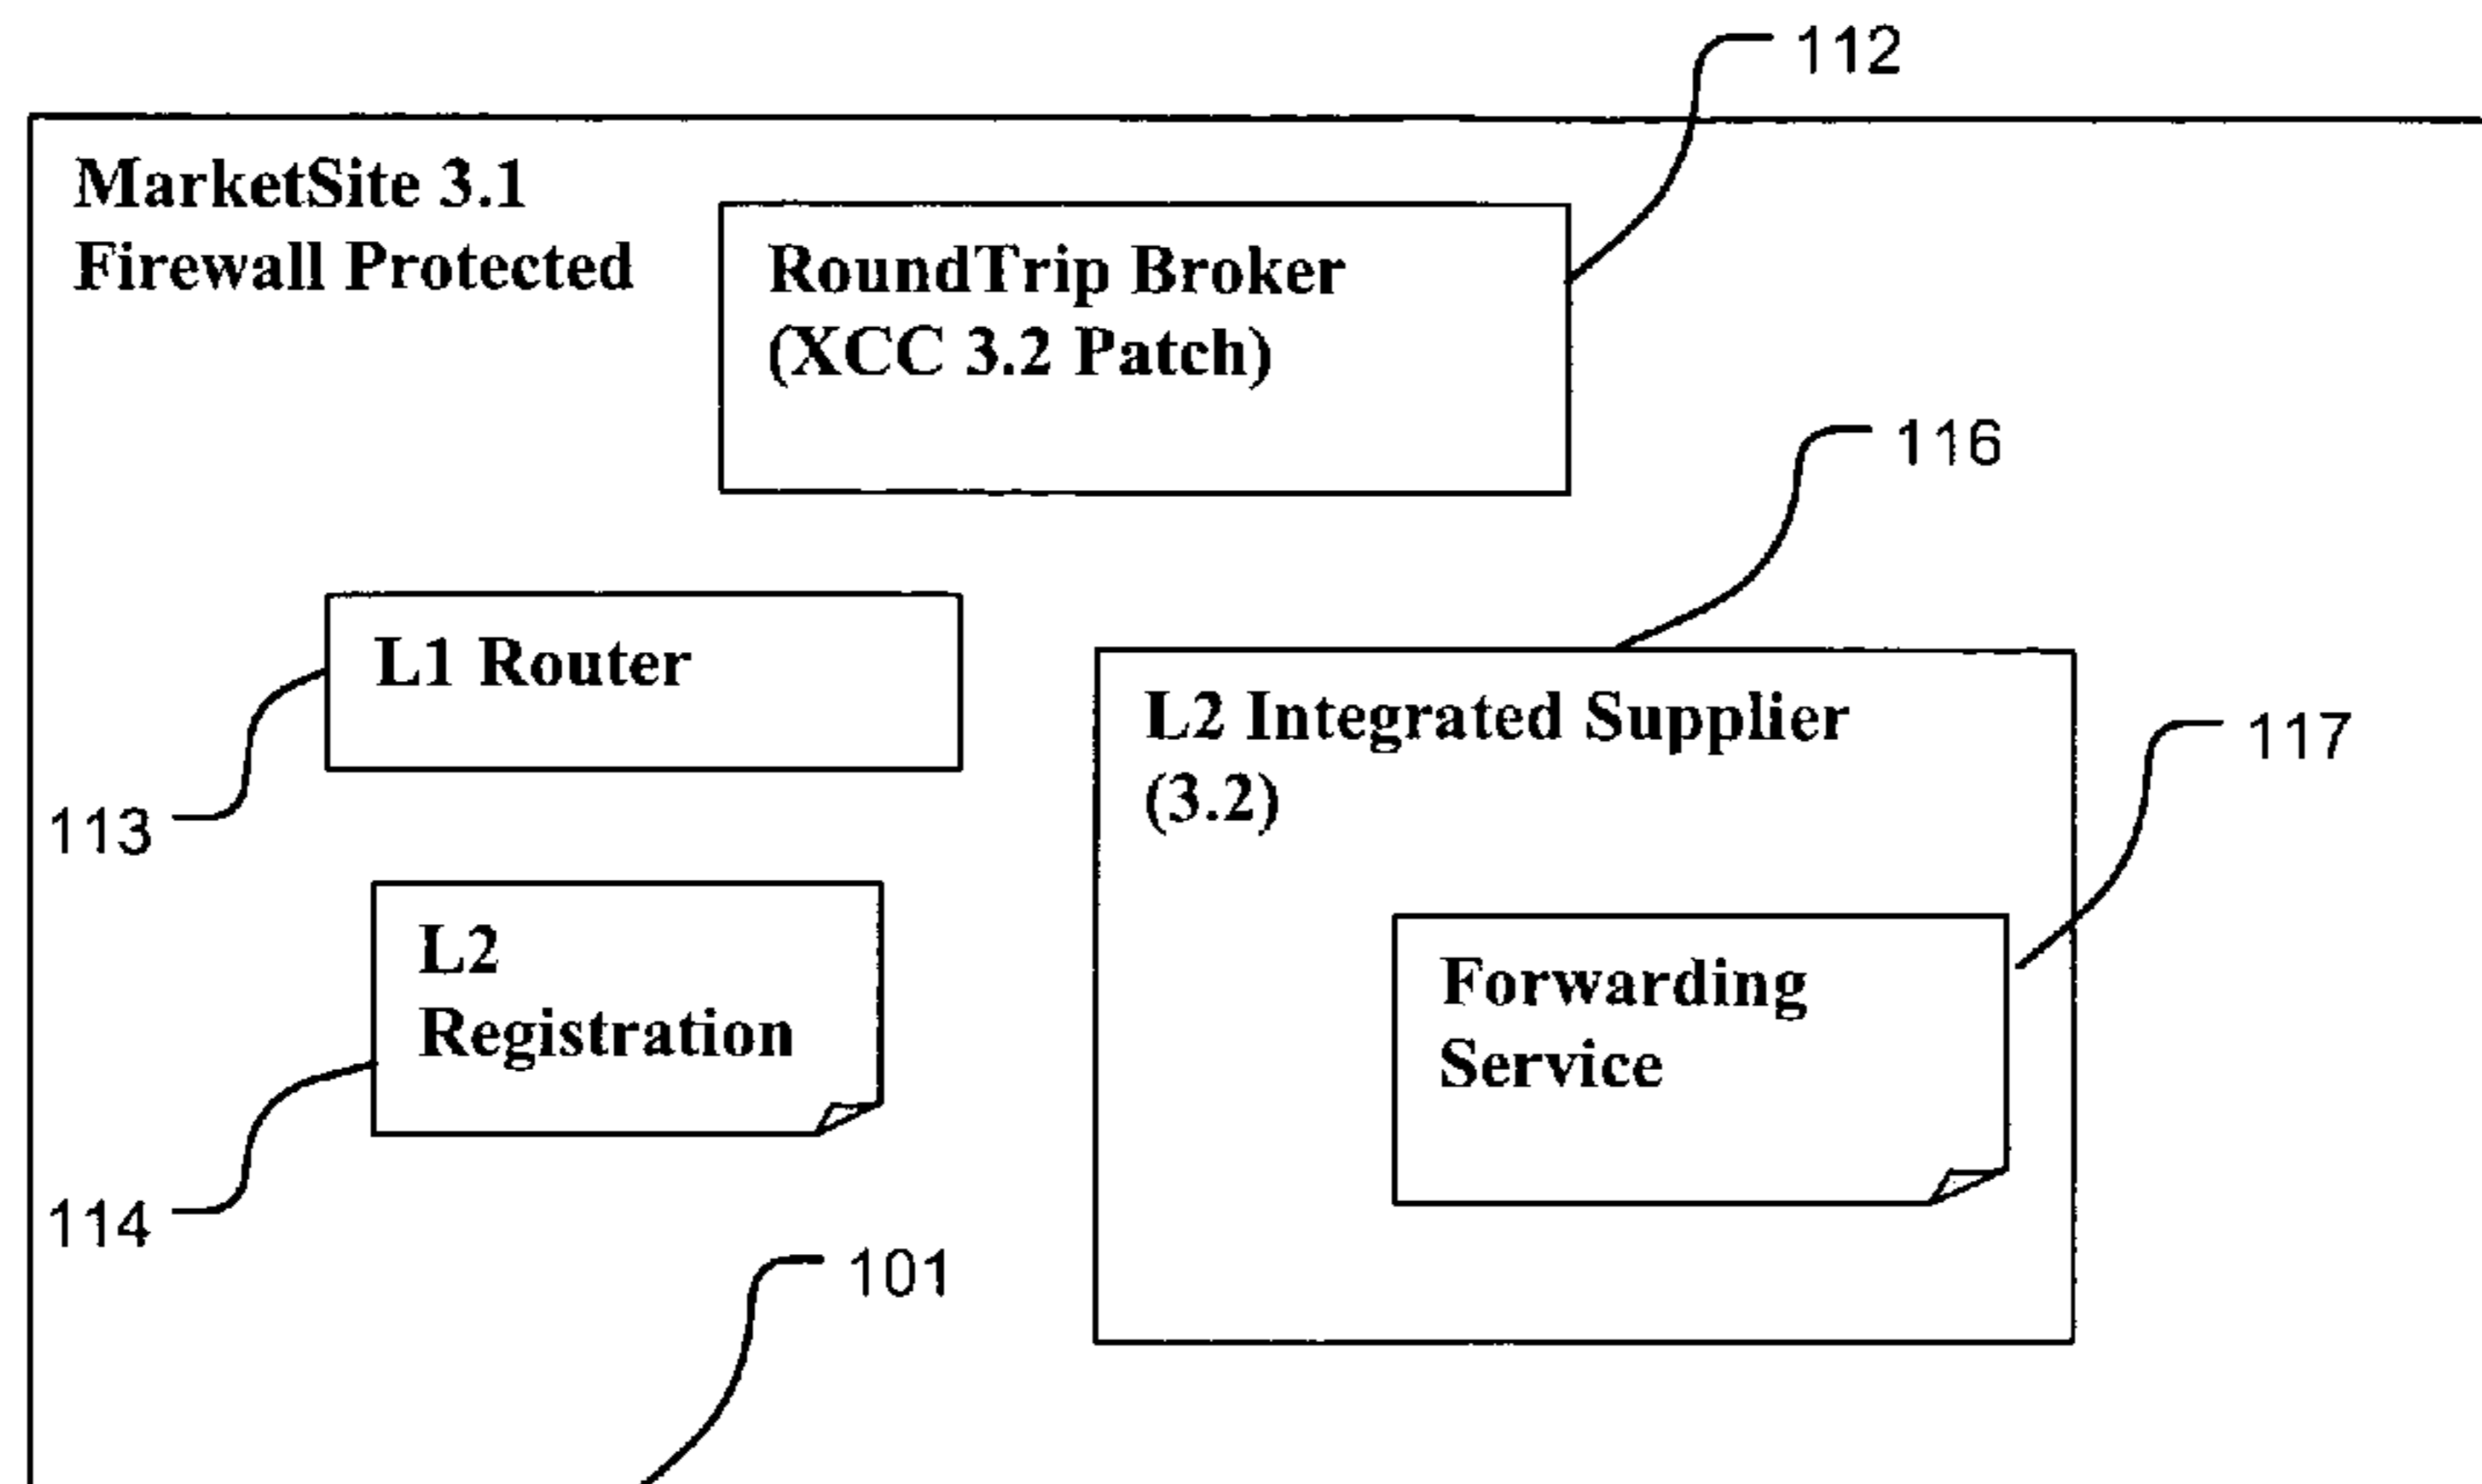 112
MarketSite 3.1
Firewall Protected
RoundTrip Broker
(XCC 3.2 Patch)
116
L1 Router
L2 Integrated Supplier
(3.2)
117
113
L2
Registration
Forwarding
Service
114
101